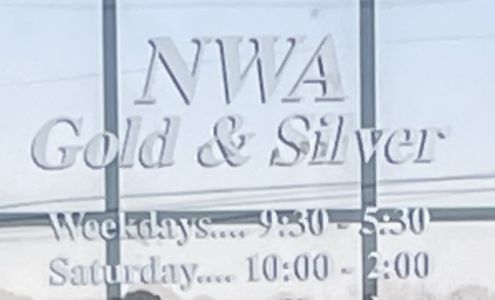 NWA
Gold & Silver
Weekdays.... 9:30 - 5:30
Saturday.... 10:00 - 2:00